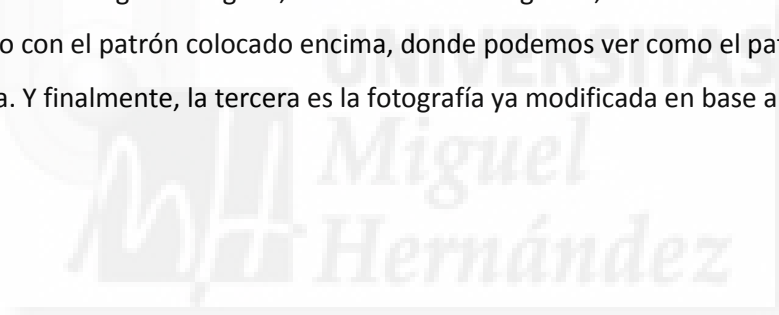 o con el patrón colocado encima, donde podemos ver como el pa
a. Y finalmente, la tercera es la fotografía ya modificada en base a
UNIVERSITAS
Miguel
Hernández